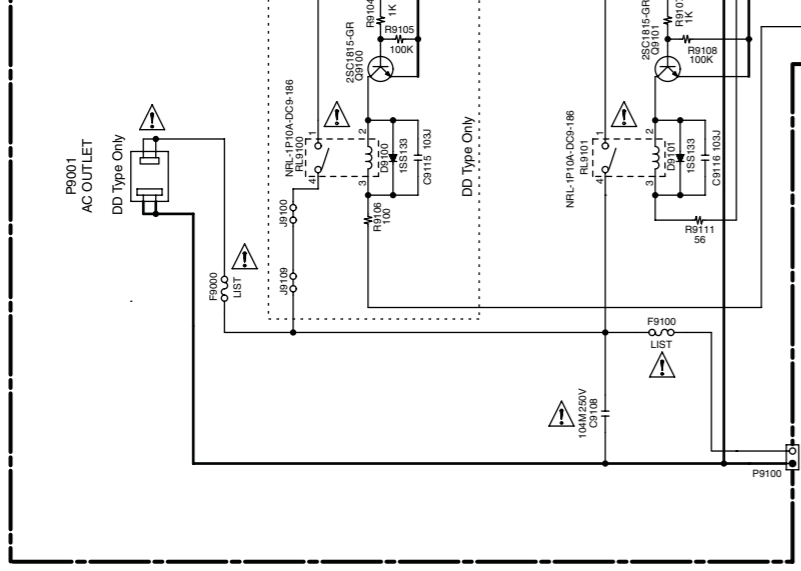 P9001
AC OUTLET
DD Type Only
F9000
LIST
R9104
1K
R9105
100K
2SC1815-GR
Q9100
NRL-1P10A-DC9-186
RL9100
1
4
2
3
D9100
1SS133
C9115 103J
DD Type Only
J9100
J9109
R9106
100
1K
R9108
100K
2SC1815-GR
Q9101
NRL-1P10A-DC9-186
RL9101
1
4
2
3
D9101
1SS133
C9116 103J
R9111
56
F9100
LIST
104M250V
C9108
P9100